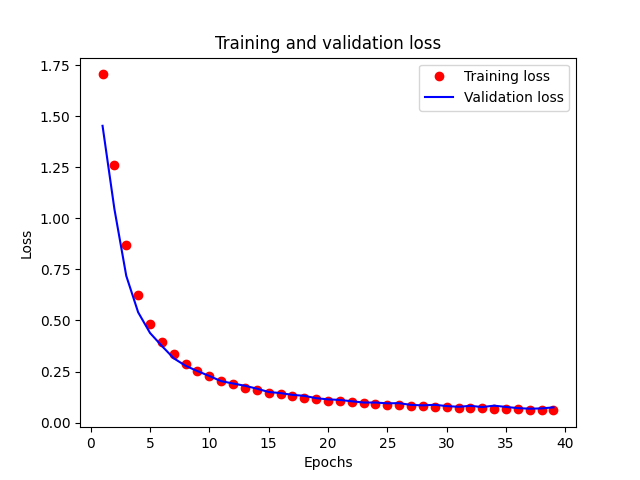 Training and validation loss
Training loss
Validation loss
1.75
1.50
1.25
1.00
0.75
0.50
0.25
0.00
Loss
0 5 10 15 20 25 30 35 40
Epochs